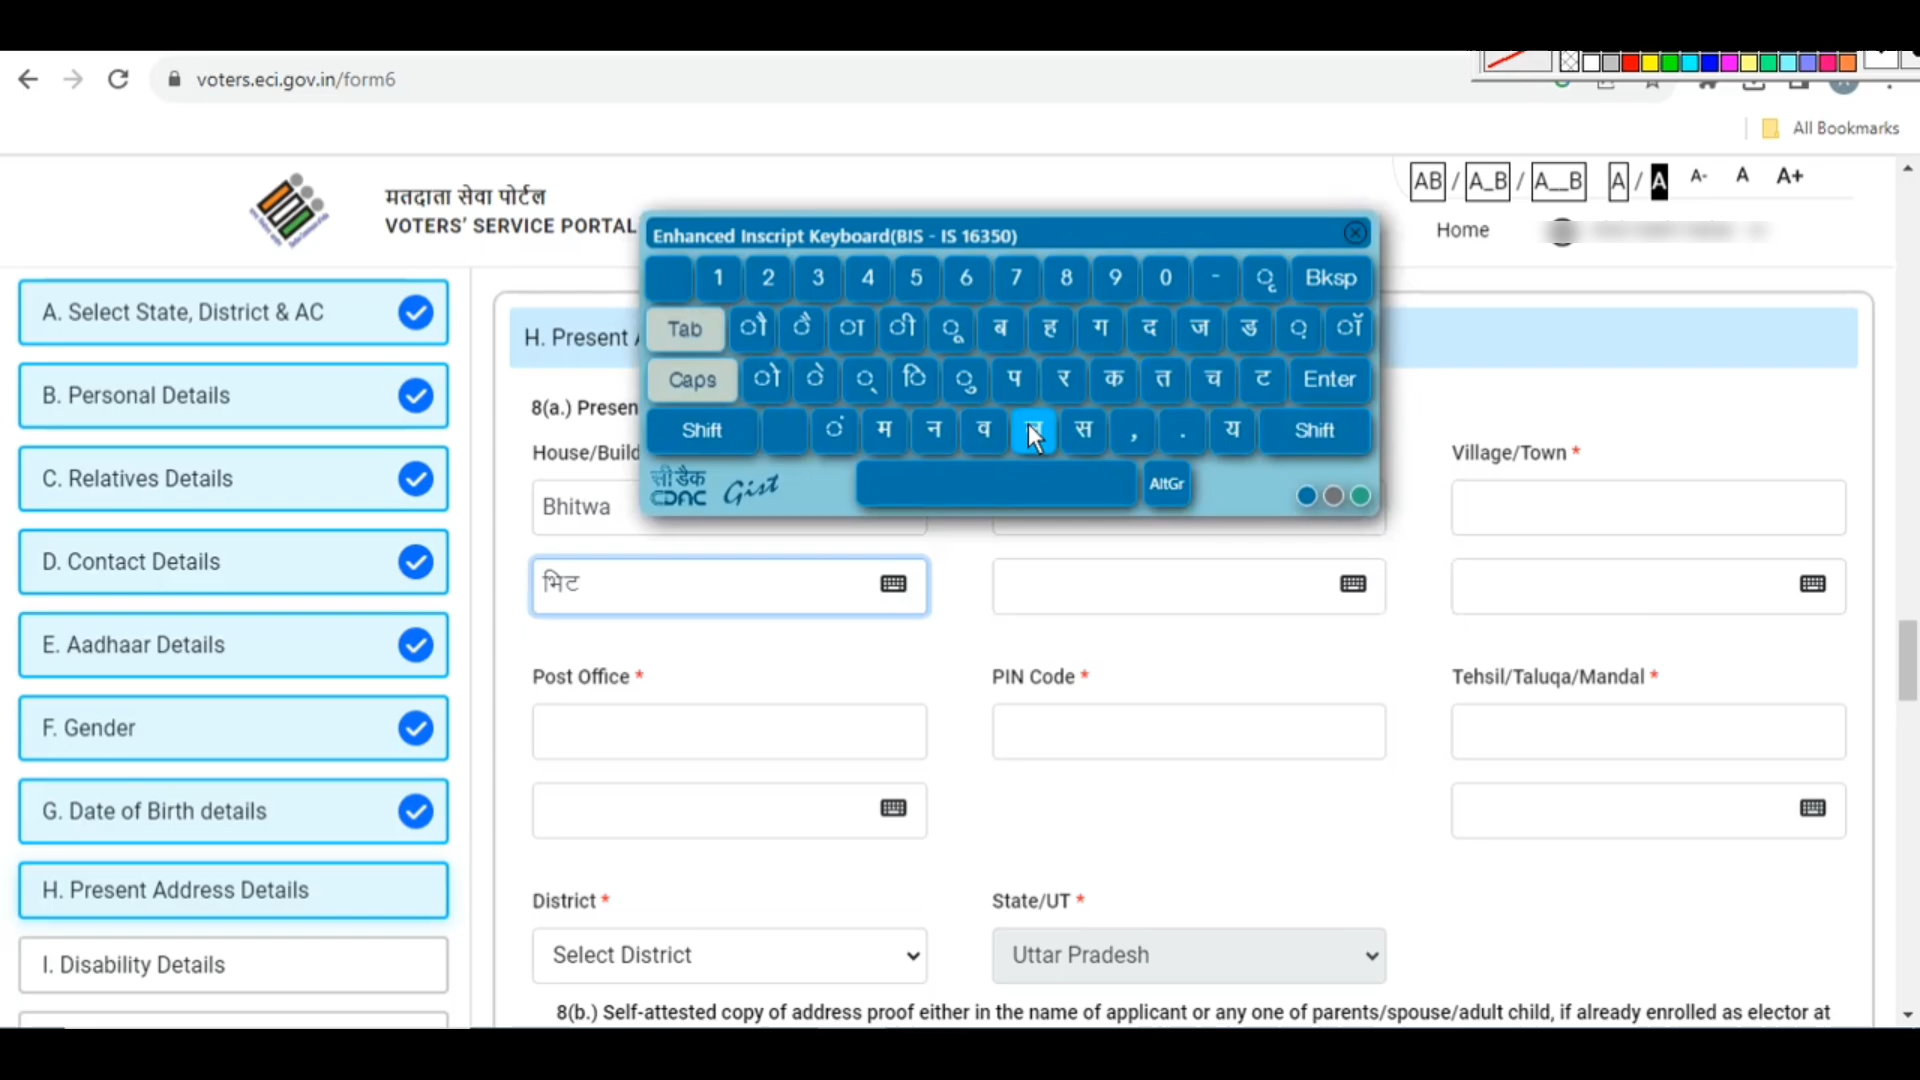 voters.eci.gov.in/form6
All Bookmarks
मतदाता सेवा पोर्टल
VOTERS' SERVICE PORTAL
AB / A_B / A__B A / A A- A A+
Home
A. Select State, District & AC
B. Personal Details
C. Relatives Details
D. Contact Details
E. Aadhaar Details
F. Gender
G. Date of Birth details
H. Present Address Details
I. Disability Details
Enhanced Inscript Keyboard(BIS - IS 16350)
1 2 3 4 5 6 7 8 9 0 - ृ Bksp
Tab ौ ै ा ी ू ब ह ग द ज ड ़ ॉ
Caps ो े ् ि ु प र क त च ट Enter
Shift ं म न व स , . य Shift
सी डैक
CDAC Gist AltGr
H. Present
8(a.) Presen
House/Build
Village/Town *
Bhitwa
भिट
Post Office *
PIN Code *
Tehsil/Taluqa/Mandal *
District *
State/UT *
Select District
Uttar Pradesh
8(b.) Self-attested copy of address proof either in the name of applicant or any one of parents/spouse/adult child, if already enrolled as elector at